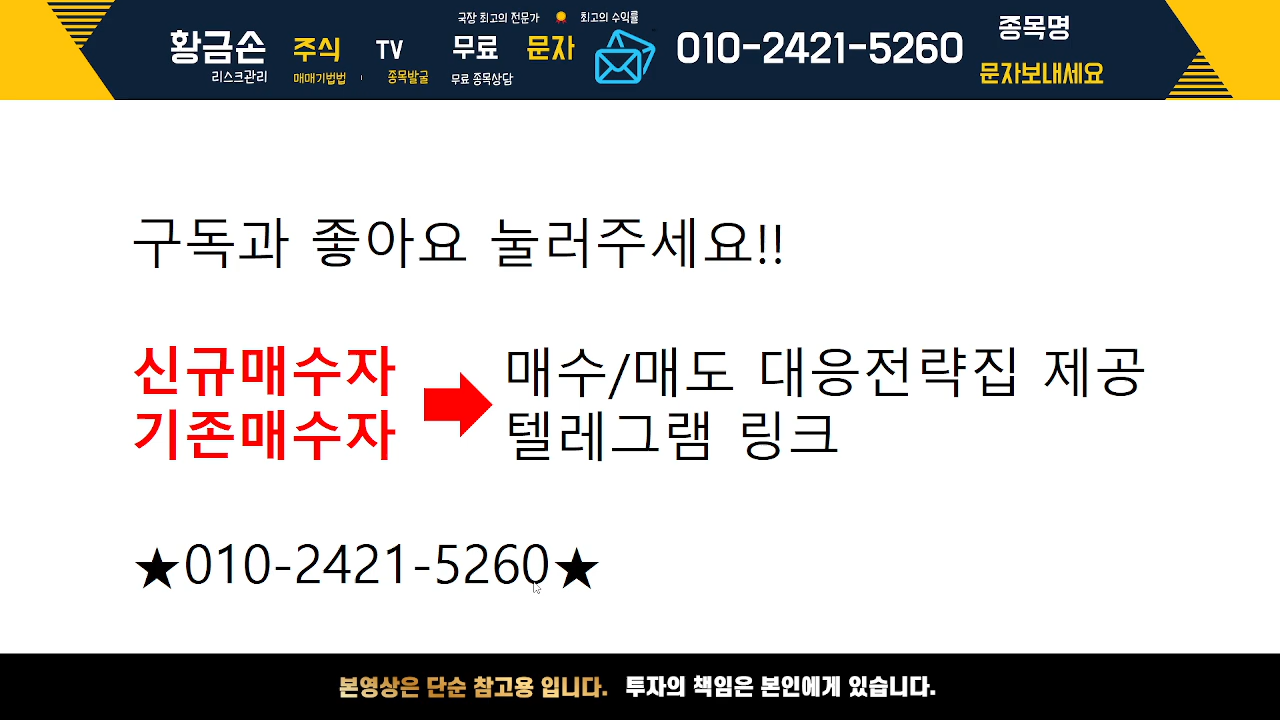 국장 최고의 전문가 최고의 수익률
황금손 주식 TV 무료 문자 010-2421-5260 종목명
리스크관리 매매기법법 종목발굴 무료 종목상담 문자보내세요
구독과 좋아요 눌러주세요!!
신규매수자 매수/매도 대응전략집 제공
기존매수자 텔레그램 링크
★010-2421-5260★
본영상은 단순 참고용 입니다. 투자의 책임은 본인에게 있습니다.